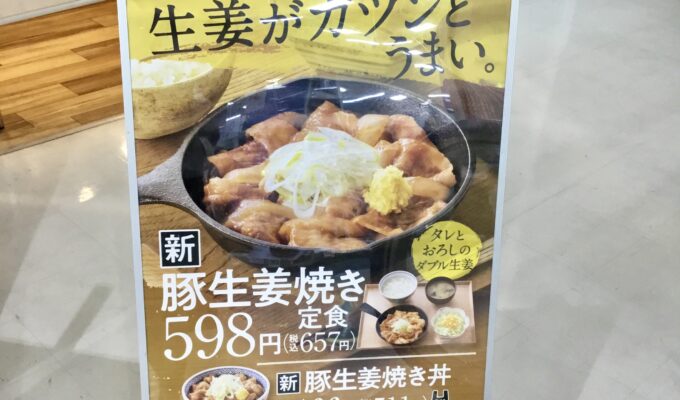 生姜がガツンと
うまい。
タレと
おろしの
ダブル生姜
新
豚生姜焼き
定食
598円(税込657円)
新 豚生姜焼き丼